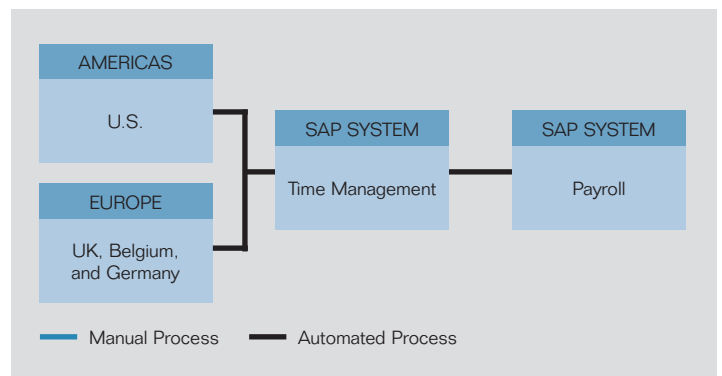 AMERICAS
U.S.
EUROPE
UK, Belgium,
and Germany
SAP SYSTEM
Time Management
SAP SYSTEM
Payroll
Manual Process
Automated Process